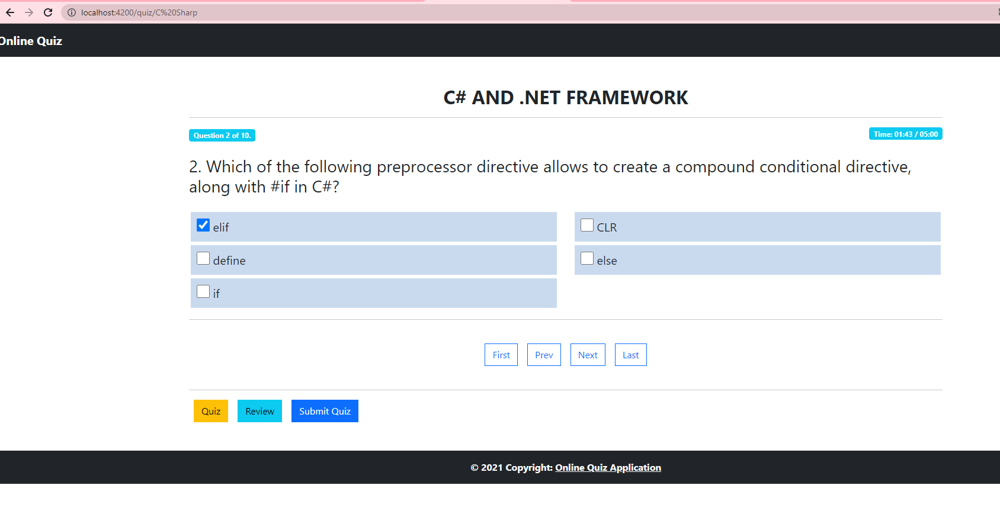 localhost:4200/quiz/C%20Sharp
Online Quiz
C# AND .NET FRAMEWORK
Question 2 of 10.
Time: 01:43 / 05:00
2. Which of the following preprocessor directive allows to create a compound conditional directive,
along with #if in C#?
elif
CLR
define
else
if
First Prev Next Last
Quiz Review Submit Quiz
© 2021 Copyright: Online Quiz Application